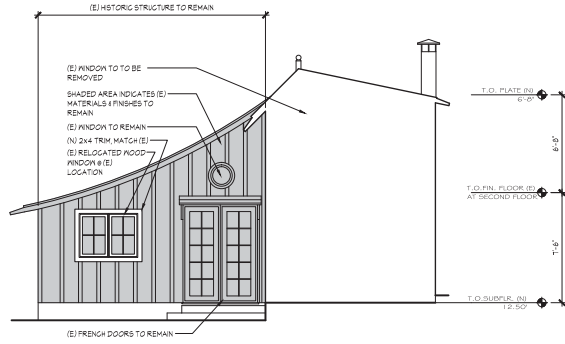 (E) HISTORIC STRUCTURE TO REMAIN
(E) WINDOW TO TO BE
REMOVED
SHADED AREA INDICATES (E)
MATERIALS & FINISHES TO
REMAIN
(E) WINDOW TO REMAIN
(N) 2x4 TRIM, MATCH (E)
(E) RELOCATED WOOD
WINDOW @ (E)
LOCATION
T.O. PLATE (N)
6'-8"
6'-8"
T.O.FIN. FLOOR (E)
AT SECOND FLOOR
7'-6"
T.O.SUBFLR. (N)
12.50'
(E) FRENCH DOORS TO REMAIN